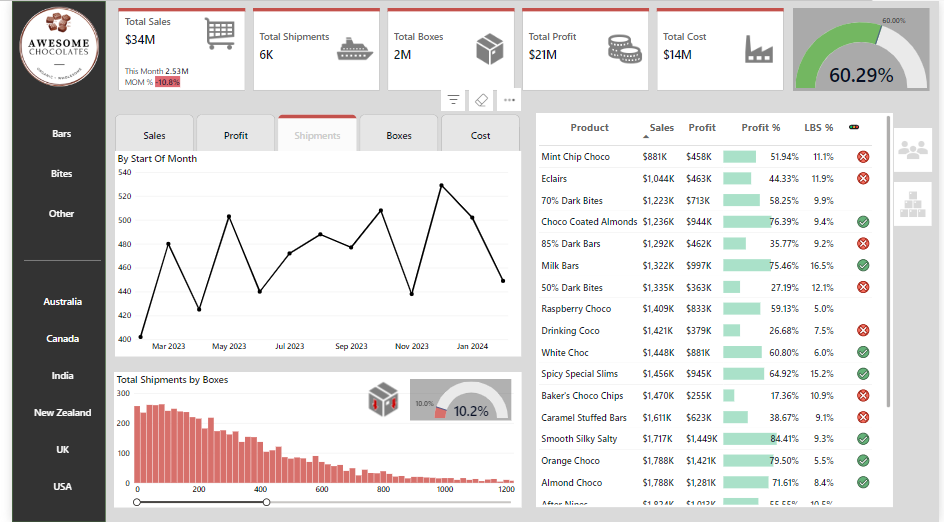 AWESOME
CHOCOLATES
ORGANIC • WHOLESOME
Bars
Bites
Other
Australia
Canada
India
New Zealand
UK
USA
Total Sales
$34M
This Month 2.53M
MOM % -10.8%
Total Shipments
6K
Total Boxes
2M
Total Profit
$21M
Total Cost
$14M
60.00%
60.29%
Sales
Profit
Shipments
Boxes
Cost
By Start Of Month
540
520
500
480
460
440
420
400
Mar 2023 May 2023 Jul 2023 Sep 2023 Nov 2023 Jan 2024
Total Shipments by Boxes
10.0%
10.2%
300
200
100
0
0 200 400 600 800 1000 1200
Product Sales Profit Profit % LBS %
Mint Chip Choco $881K $458K 51.94% 11.1%
Eclairs $1,044K $463K 44.33% 11.9%
70% Dark Bites $1,223K $713K 58.25% 9.9%
Choco Coated Almonds $1,236K $944K 76.39% 9.4%
85% Dark Bars $1,292K $462K 35.77% 9.2%
Milk Bars $1,322K $997K 75.46% 16.5%
50% Dark Bites $1,335K $363K 27.19% 12.1%
Raspberry Choco $1,409K $833K 59.13% 5.0%
Drinking Coco $1,421K $379K 26.68% 7.5%
White Choc $1,448K $881K 60.80% 6.0%
Spicy Special Slims $1,456K $945K 64.92% 15.2%
Baker's Choco Chips $1,470K $255K 17.36% 10.9%
Caramel Stuffed Bars $1,611K $623K 38.67% 9.1%
Smooth Silky Salty $1,717K $1,449K 84.41% 9.3%
Orange Choco $1,788K $1,421K 79.50% 5.5%
Almond Choco $1,788K $1,281K 71.61% 8.4%
After Nines $1,824K $1,013K 55.55% 10.5%